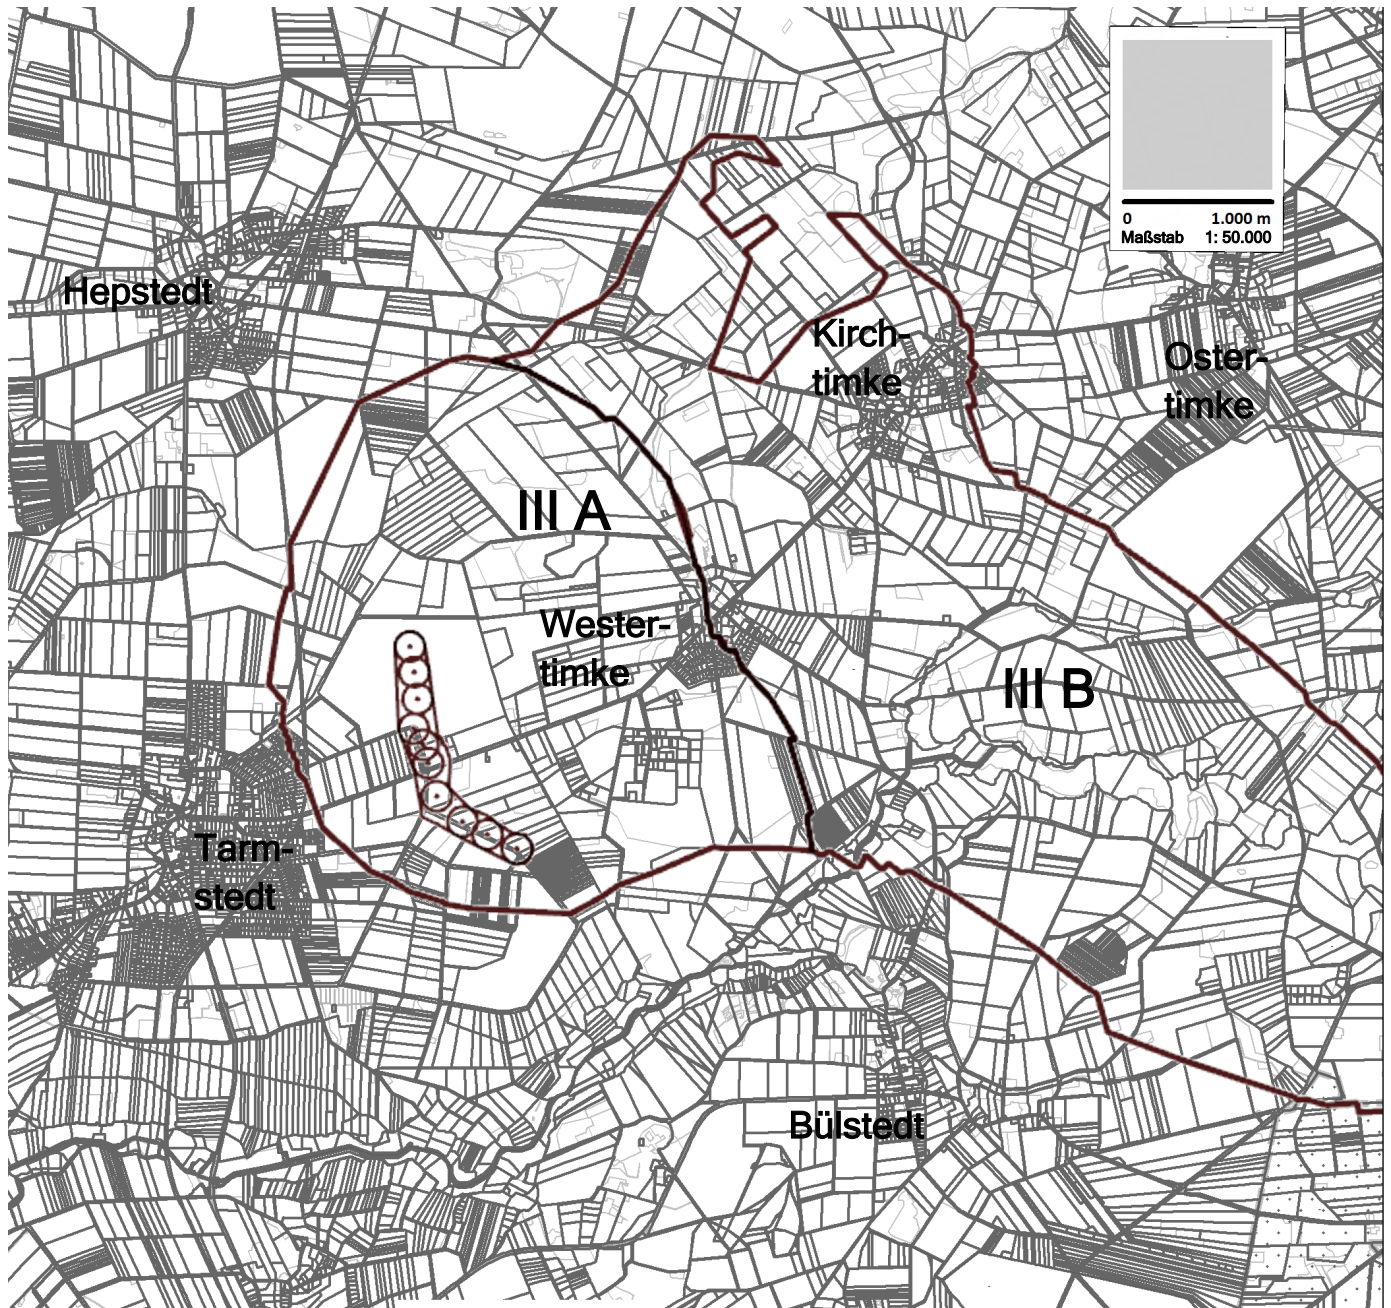 0 1.000 m
Maßstab 1: 50.000
Hepstedt
Kirch-
timke
Oster-
timke
III A
Wester-
timke
III B
Tarm-
stedt
Bülstedt